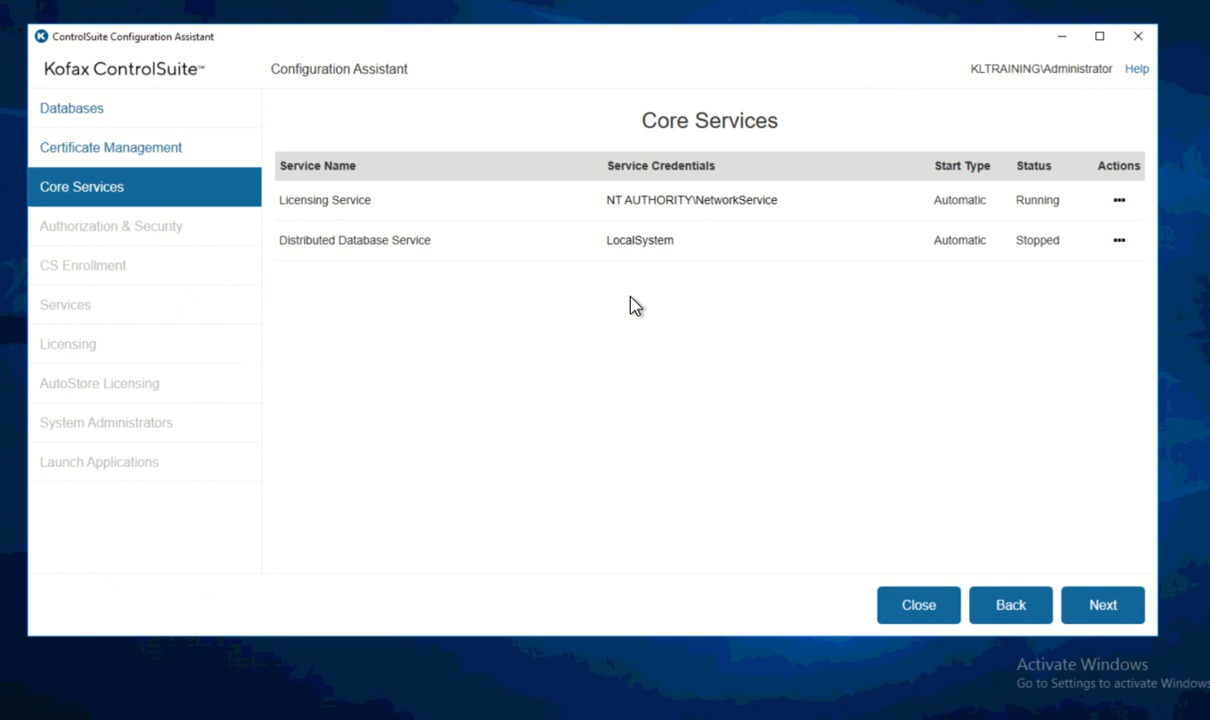 ControlSuite Configuration Assistant
Kofax ControlSuite™ Configuration Assistant KLTRAINING\Administrator Help
Databases
Certificate Management
Core Services
Authorization & Security
CS Enrollment
Services
Licensing
AutoStore Licensing
System Administrators
Launch Applications
Core Services
Service Name Service Credentials Start Type Status Actions
Licensing Service NT AUTHORITY\NetworkService Automatic Running •••
Distributed Database Service LocalSystem Automatic Stopped •••
Close Back Next
Activate Windows
Go to Settings to activate Windows